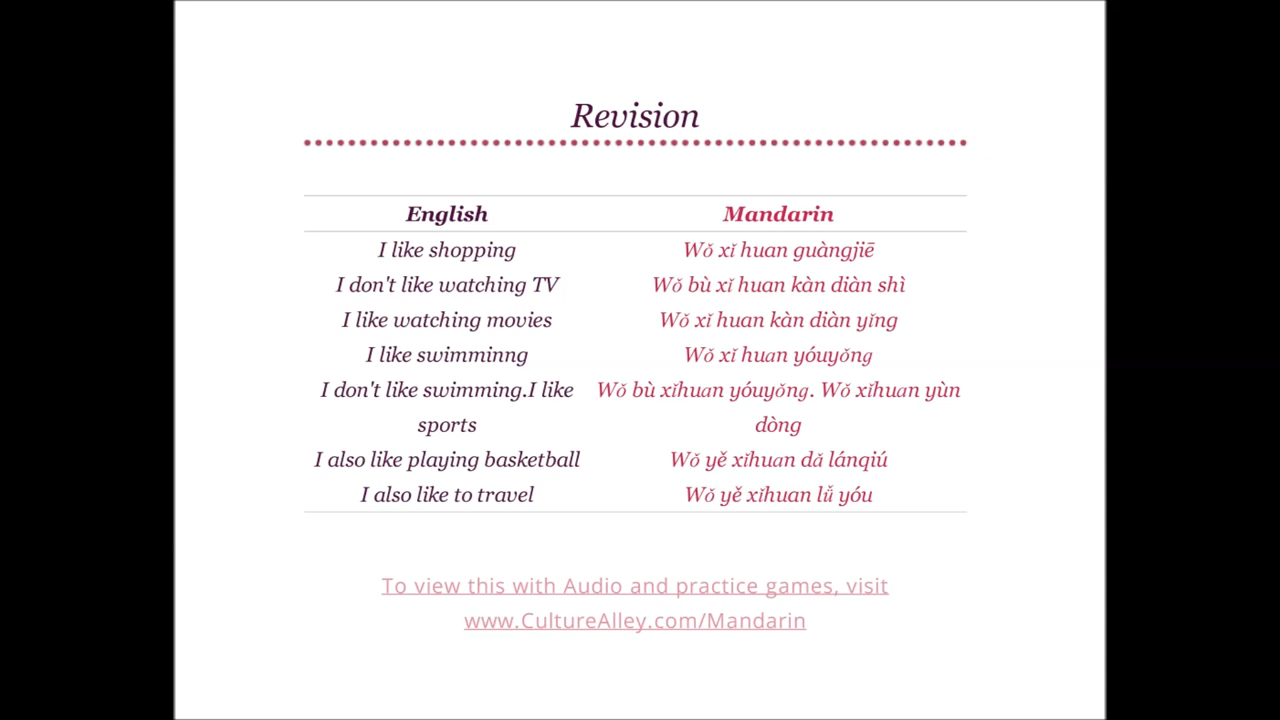 Revision
English Mandarin
I like shopping Wǒ xǐ huan guàngjiē
I don't like watching TV Wǒ bù xǐ huan kàn diàn shì
I like watching movies Wǒ xǐ huan kàn diàn yǐng
I like swimminng Wǒ xǐ huan yóuyǒng
I don't like swimming.I like Wǒ bù xǐhuan yóuyǒng. Wǒ xǐhuan yùn
sports dòng
I also like playing basketball Wǒ yě xǐhuan dǎ lánqiú
I also like to travel Wǒ yě xǐhuan lǚ yóu
To view this with Audio and practice games, visit
www.CultureAlley.com/Mandarin